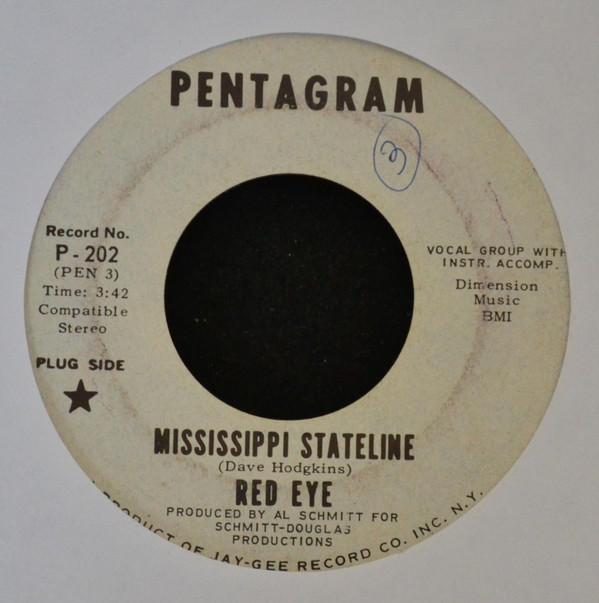 PENTAGRAM
3
Record No.
P-202
(PEN 3)
Time: 3:42
Compatible
Stereo
PLUG SIDE
VOCAL GROUP WITH
INSTR. ACCOMP.
Dimension
Music
BMI
MISSISSIPPI STATELINE
(Dave Hodgkins)
RED EYE
PRODUCED BY AL SCHMITT FOR
SCHMITT-DOUGLAS
PRODUCTIONS
PRODUCT OF JAY-GEE RECORD CO. INC. N.Y.